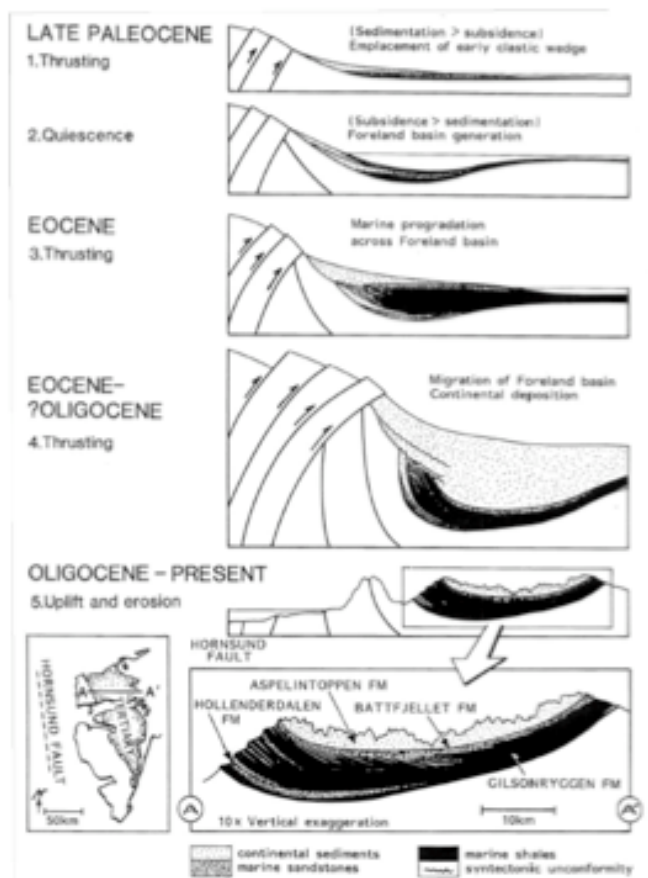 LATE PALEOCENE
1.Thrusting
(Sedimentation > subsidence)
Emplacement of early clastic wedge
2.Quiescence
(Subsidence > sedimentation)
Foreland basin generation
EOCENE
3.Thrusting
Marine progradation
across Foreland basin
EOCENE-
?OLIGOCENE
4.Thrusting
Migration of Foreland basin
Continental deposition
OLIGOCENE - PRESENT
5.Uplift and erosion
HORNSUND
FAULT
HORNSUND FAULT
A
A'
TERTIARY
50km
ASPELINTOPPEN FM
HOLLENDERDALEN
FM
BATTFJELLET FM
GILSONRYGGEN FM
A
A'
10x Vertical exaggeration
10km
continental sediments
marine sandstones
marine shales
syntectonic unconformity